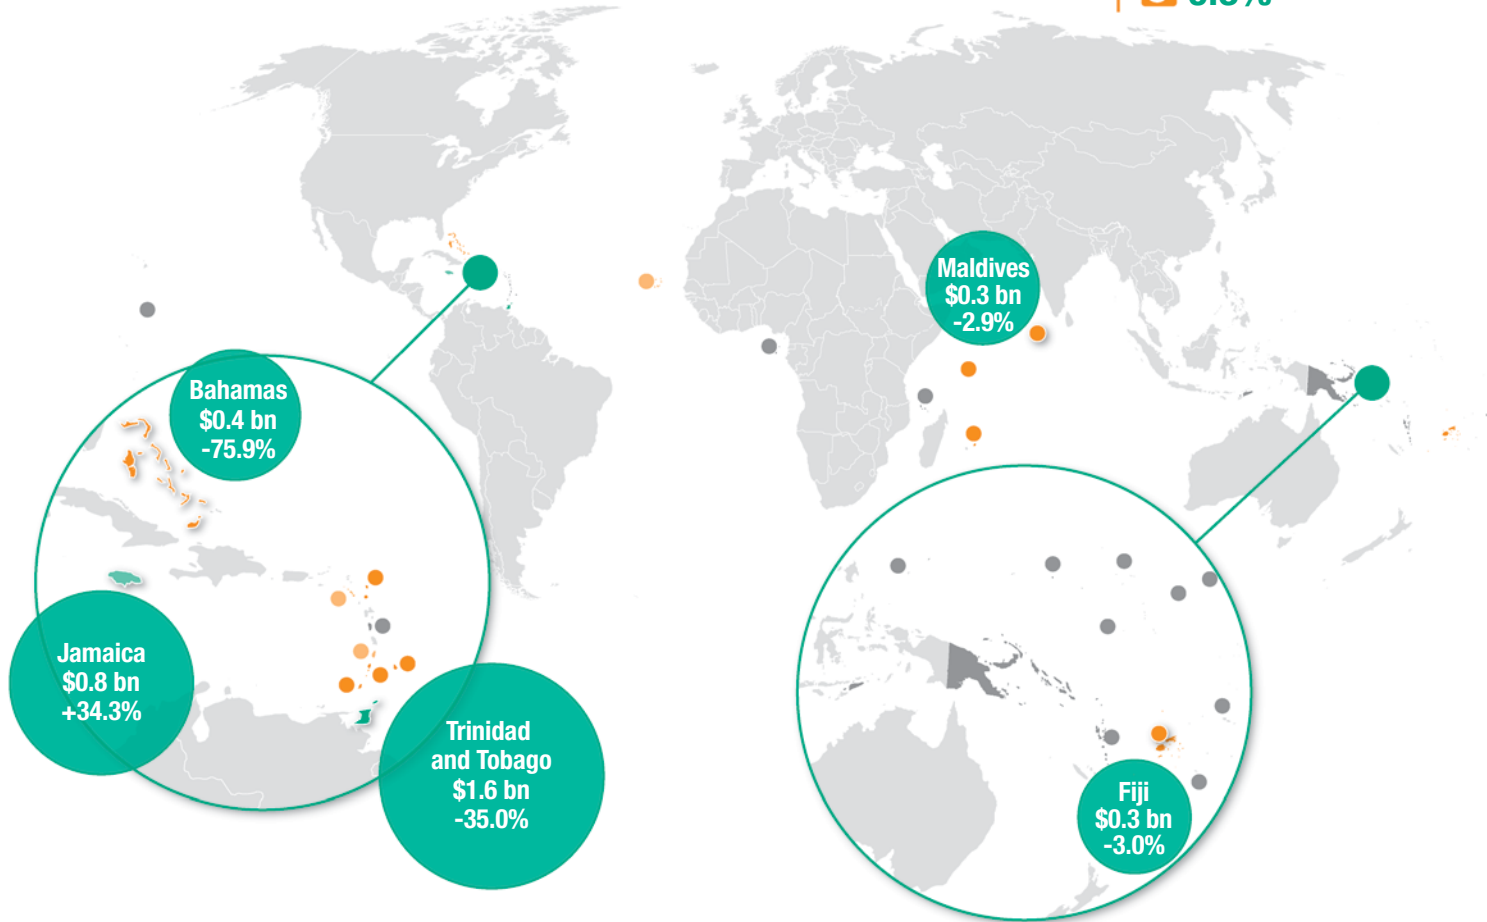 Maldives
$0.3 bn
-2.9%
Bahamas
$0.4 bn
-75.9%
Jamaica
$0.8 bn
+34.3%
Trinidad
and Tobago
$1.6 bn
-35.0%
Fiji
$0.3 bn
-3.0%